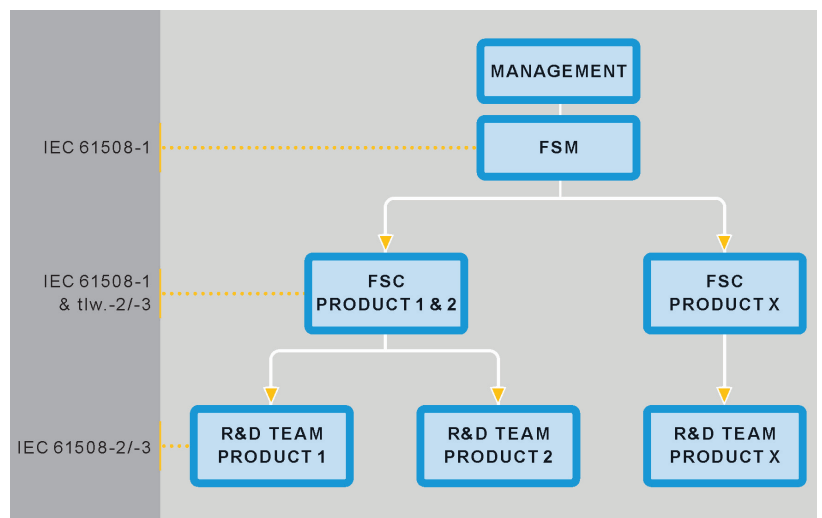 MANAGEMENT
IEC 61508-1
FSM
IEC 61508-1
& tlw.-2/-3
FSC
PRODUCT 1 & 2
FSC
PRODUCT X
IEC 61508-2/-3
R&D TEAM
PRODUCT 1
R&D TEAM
PRODUCT 2
R&D TEAM
PRODUCT X